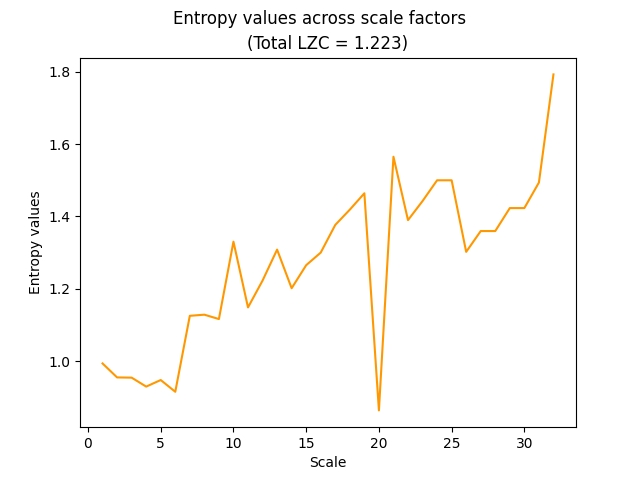 Entropy values across scale factors
(Total LZC = 1.223)
1.8
1.6
1.4
1.2
1.0
Entropy values
0 5 10 15 20 25 30
Scale